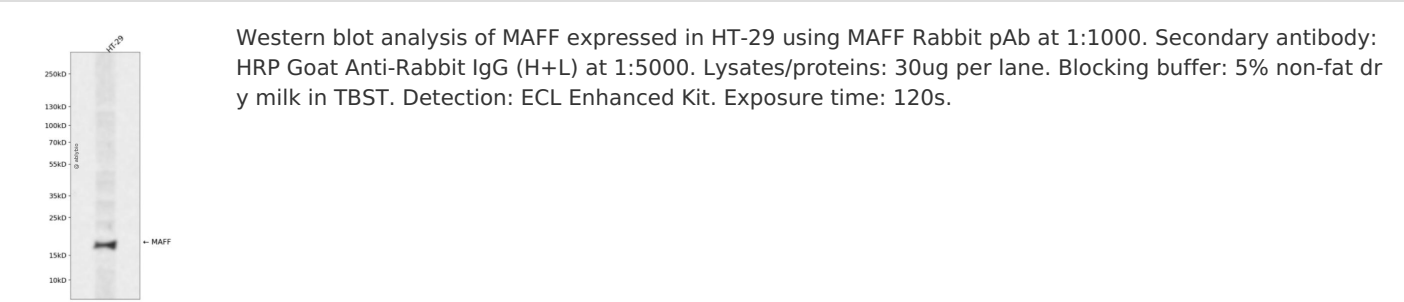 HT-29
Western blot analysis of MAFF expressed in HT-29 using MAFF Rabbit pAb at 1:1000. Secondary antibody:
HRP Goat Anti-Rabbit IgG (H+L) at 1:5000. Lysates/proteins: 30ug per lane. Blocking buffer: 5% non-fat dr
y milk in TBST. Detection: ECL Enhanced Kit. Exposure time: 120s.
250kD
130kD
100kD
70kD
55kD
@ ablybio
35kD
25kD
← MAFF
15kD
10kD